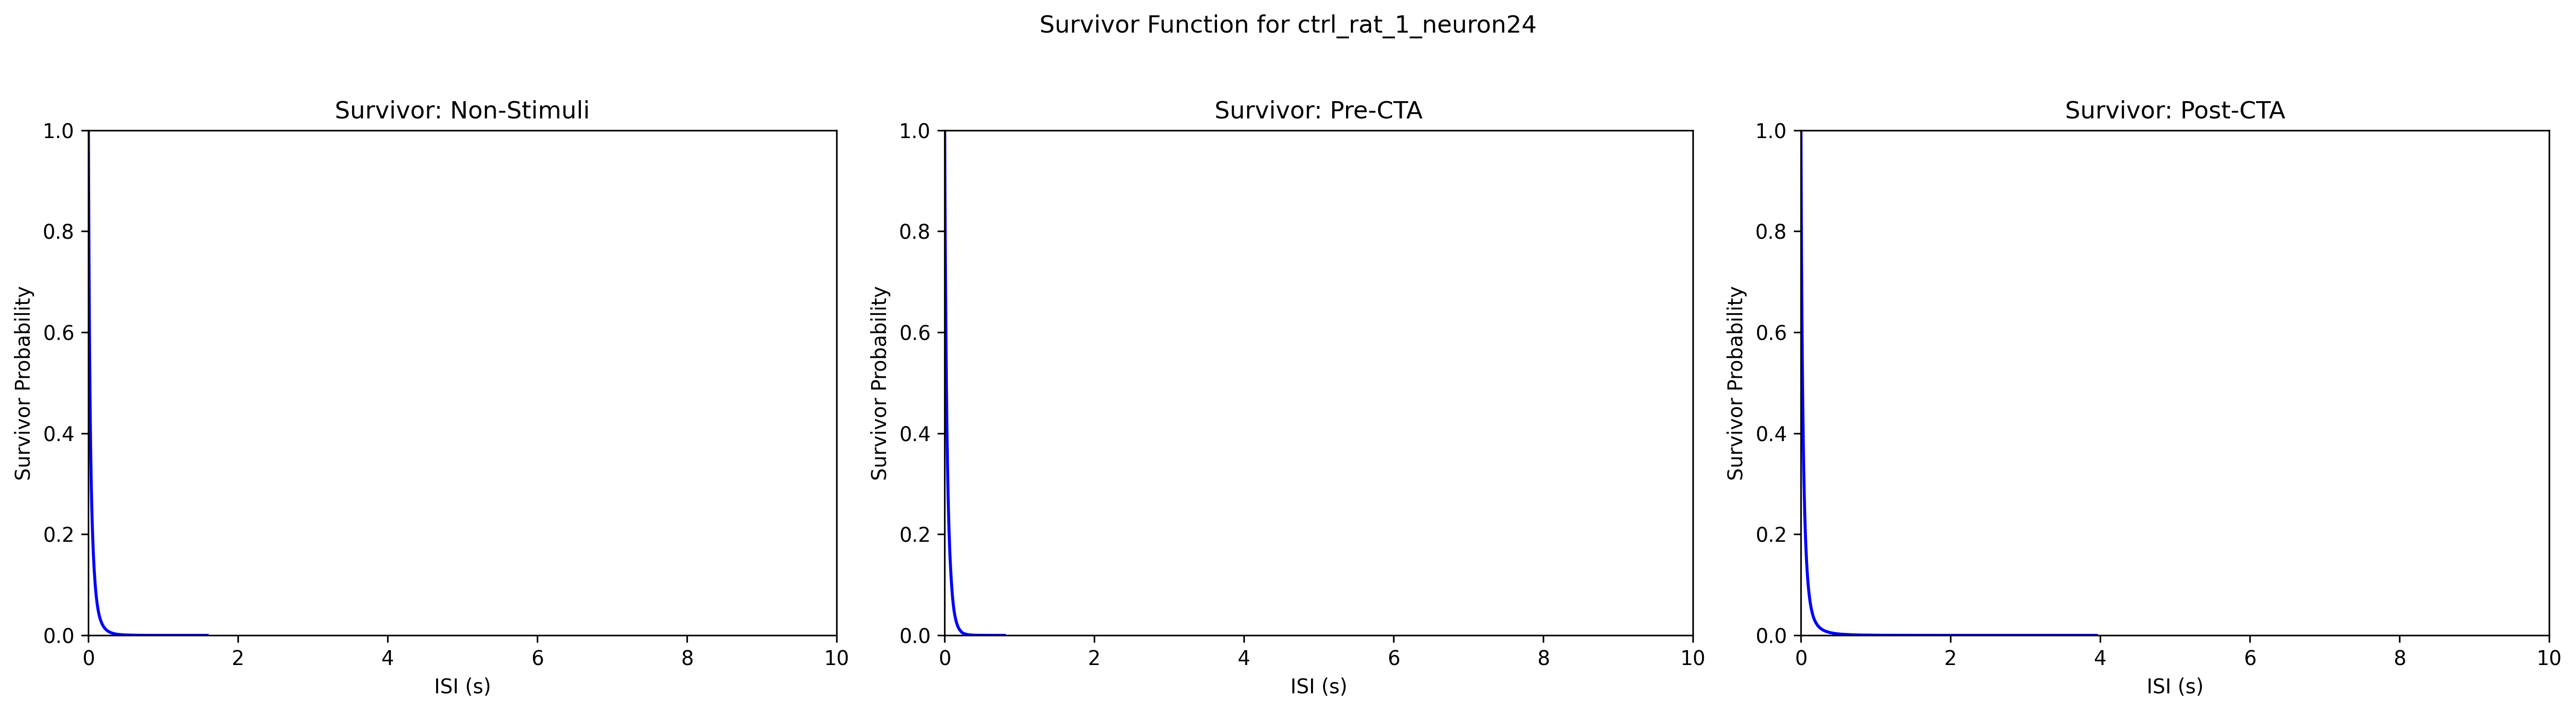 Survivor Function for ctrl_rat_1_neuron24
Survivor: Non-Stimuli
1.0
0.8
0.6
0.4
0.2
0.0
Survivor Probability
0 2 4 6 8 10
ISI (s)
Survivor: Pre-CTA
1.0
0.8
0.6
0.4
0.2
0.0
Survivor Probability
0 2 4 6 8 10
ISI (s)
Survivor: Post-CTA
1.0
0.8
0.6
0.4
0.2
0.0
Survivor Probability
0 2 4 6 8 10
ISI (s)